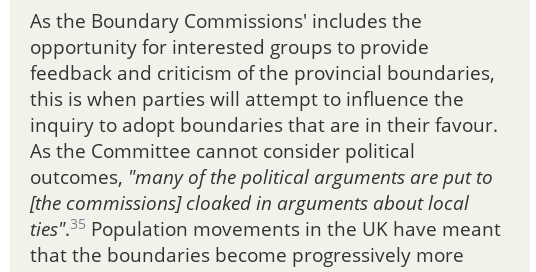 As the Boundary Commissions' includes the
opportunity for interested groups to provide
feedback and criticism of the provincial boundaries,
this is when parties will attempt to influence the
inquiry to adopt boundaries that are in their favour.
As the Committee cannot consider political
outcomes, "many of the political arguments are put to
[the commissions] cloaked in arguments about local
ties".35 Population movements in the UK have meant
that the boundaries become progressively more